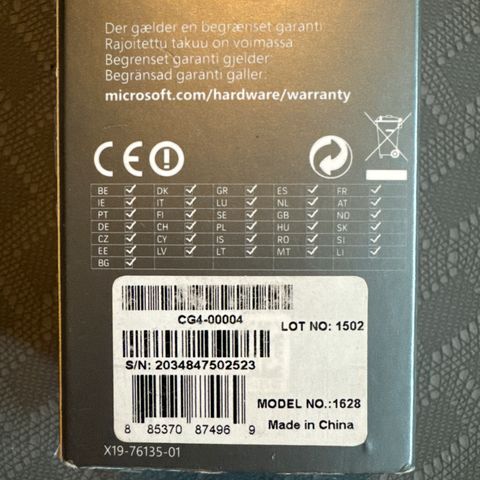 Der gælder en begrænset garanti:
Rajoitettu takuu on voimassa
Begrenset garanti gjelder:
Begränsad garanti gäller:
microsoft.com/hardware/warranty
CE
BE ✓ DK ✓ GR ✓ ES ✓ FR ✓
IE ✓ IT ✓ LU ✓ NL ✓ AT ✓
PT ✓ FI ✓ SE ✓ GB ✓ NO ✓
DE ✓ CH ✓ PL ✓ HU ✓ SK ✓
CZ ✓ CY ✓ IS ✓ RO ✓ SI ✓
EE ✓ LV ✓ LT ✓ MT ✓ LI ✓
BG ✓
CG4-00004
LOT NO: 1502
S/N: 2034847502523
MODEL NO.:1628
8 85370 87496 9
Made in China
X19-76135-01